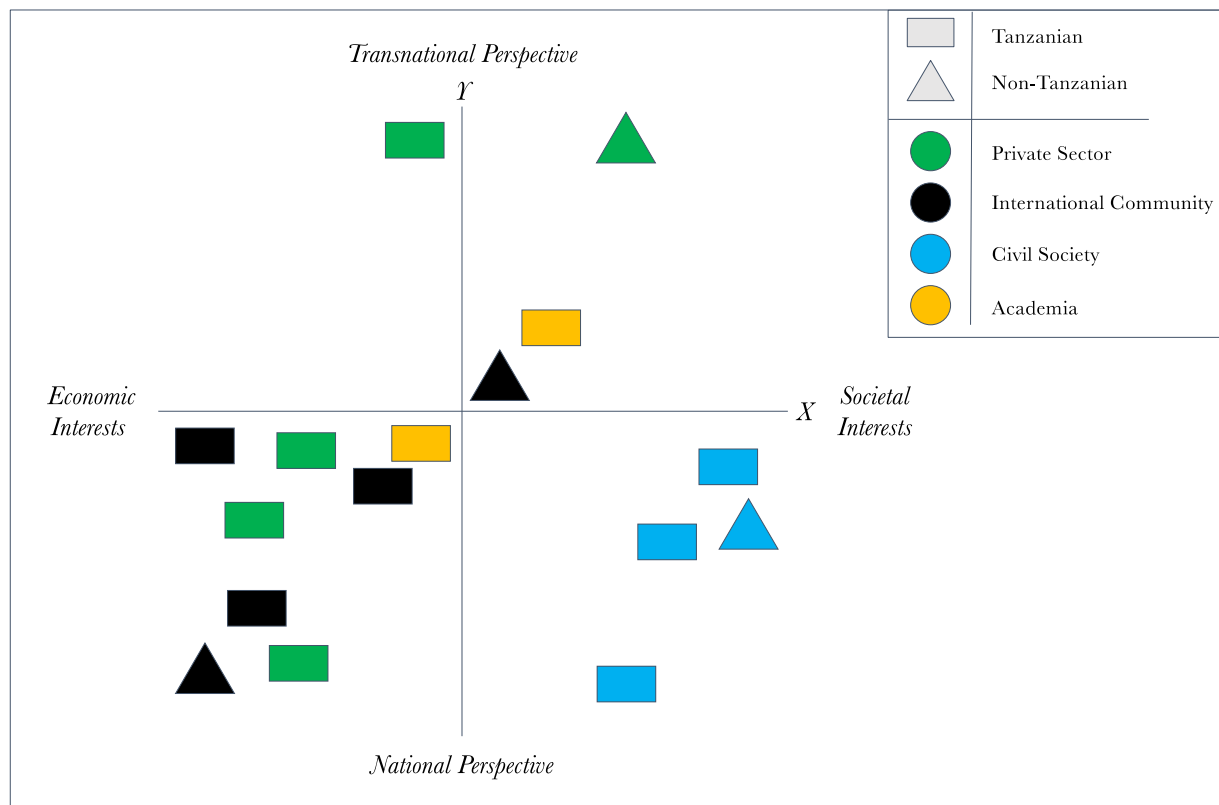 Transnational Perspective
Y
Economic
Interests
X
Societal
Interests
National Perspective
Tanzanian
Non-Tanzanian
Private Sector
International Community
Civil Society
Academia